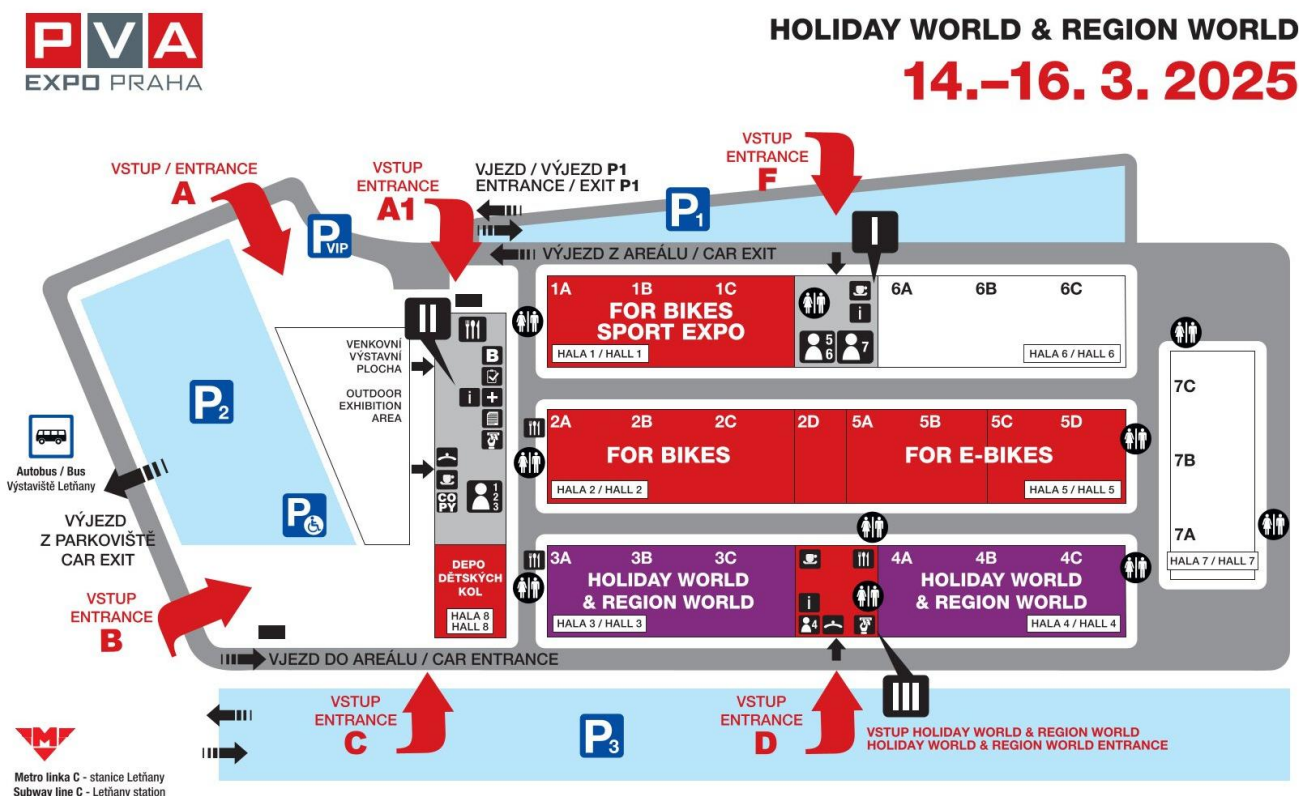 PVA
EXPO PRAHA
HOLIDAY WORLD & REGION WORLD
14.–16. 3. 2025
VSTUP / ENTRANCE
A
VSTUP
ENTRANCE
A1
VJEZD / VÝJEZD P1
ENTRANCE / EXIT P1
VSTUP
ENTRANCE
F
P1
PVIP
VÝJEZD Z AREÁLU / CAR EXIT
I
II
1A 1B 1C
FOR BIKES
SPORT EXPO
HALA 1 / HALL 1
i
5
6
7
6A 6B 6C
HALA 6 / HALL 6
VENKOVNÍ
VÝSTAVNÍ
PLOCHA
OUTDOOR
EXHIBITION
AREA
B
i +
COPY
1
2
3
P2
P
Autobus / Bus
Výstaviště Letňany
VÝJEZD
Z PARKOVIŠTĚ
CAR EXIT
2A 2B 2C 2D 5A 5B 5C 5D
FOR BIKES
FOR E-BIKES
HALA 2 / HALL 2
HALA 5 / HALL 5
7C
7B
7A
HALA 7 / HALL 7
DEPO
DĚTSKÝCH
KOL
HALA 8
HALL 8
3A 3B 3C
HOLIDAY WORLD
& REGION WORLD
HALA 3 / HALL 3
i
4
4A 4B 4C
HOLIDAY WORLD
& REGION WORLD
HALA 4 / HALL 4
VSTUP
ENTRANCE
B
VJEZD DO AREÁLU / CAR ENTRANCE
III
VSTUP
ENTRANCE
C
P3
VSTUP
ENTRANCE
D
VSTUP HOLIDAY WORLD & REGION WORLD
HOLIDAY WORLD & REGION WORLD ENTRANCE
M
Metro linka C - stanice Letňany
Subway line C - Letňany station